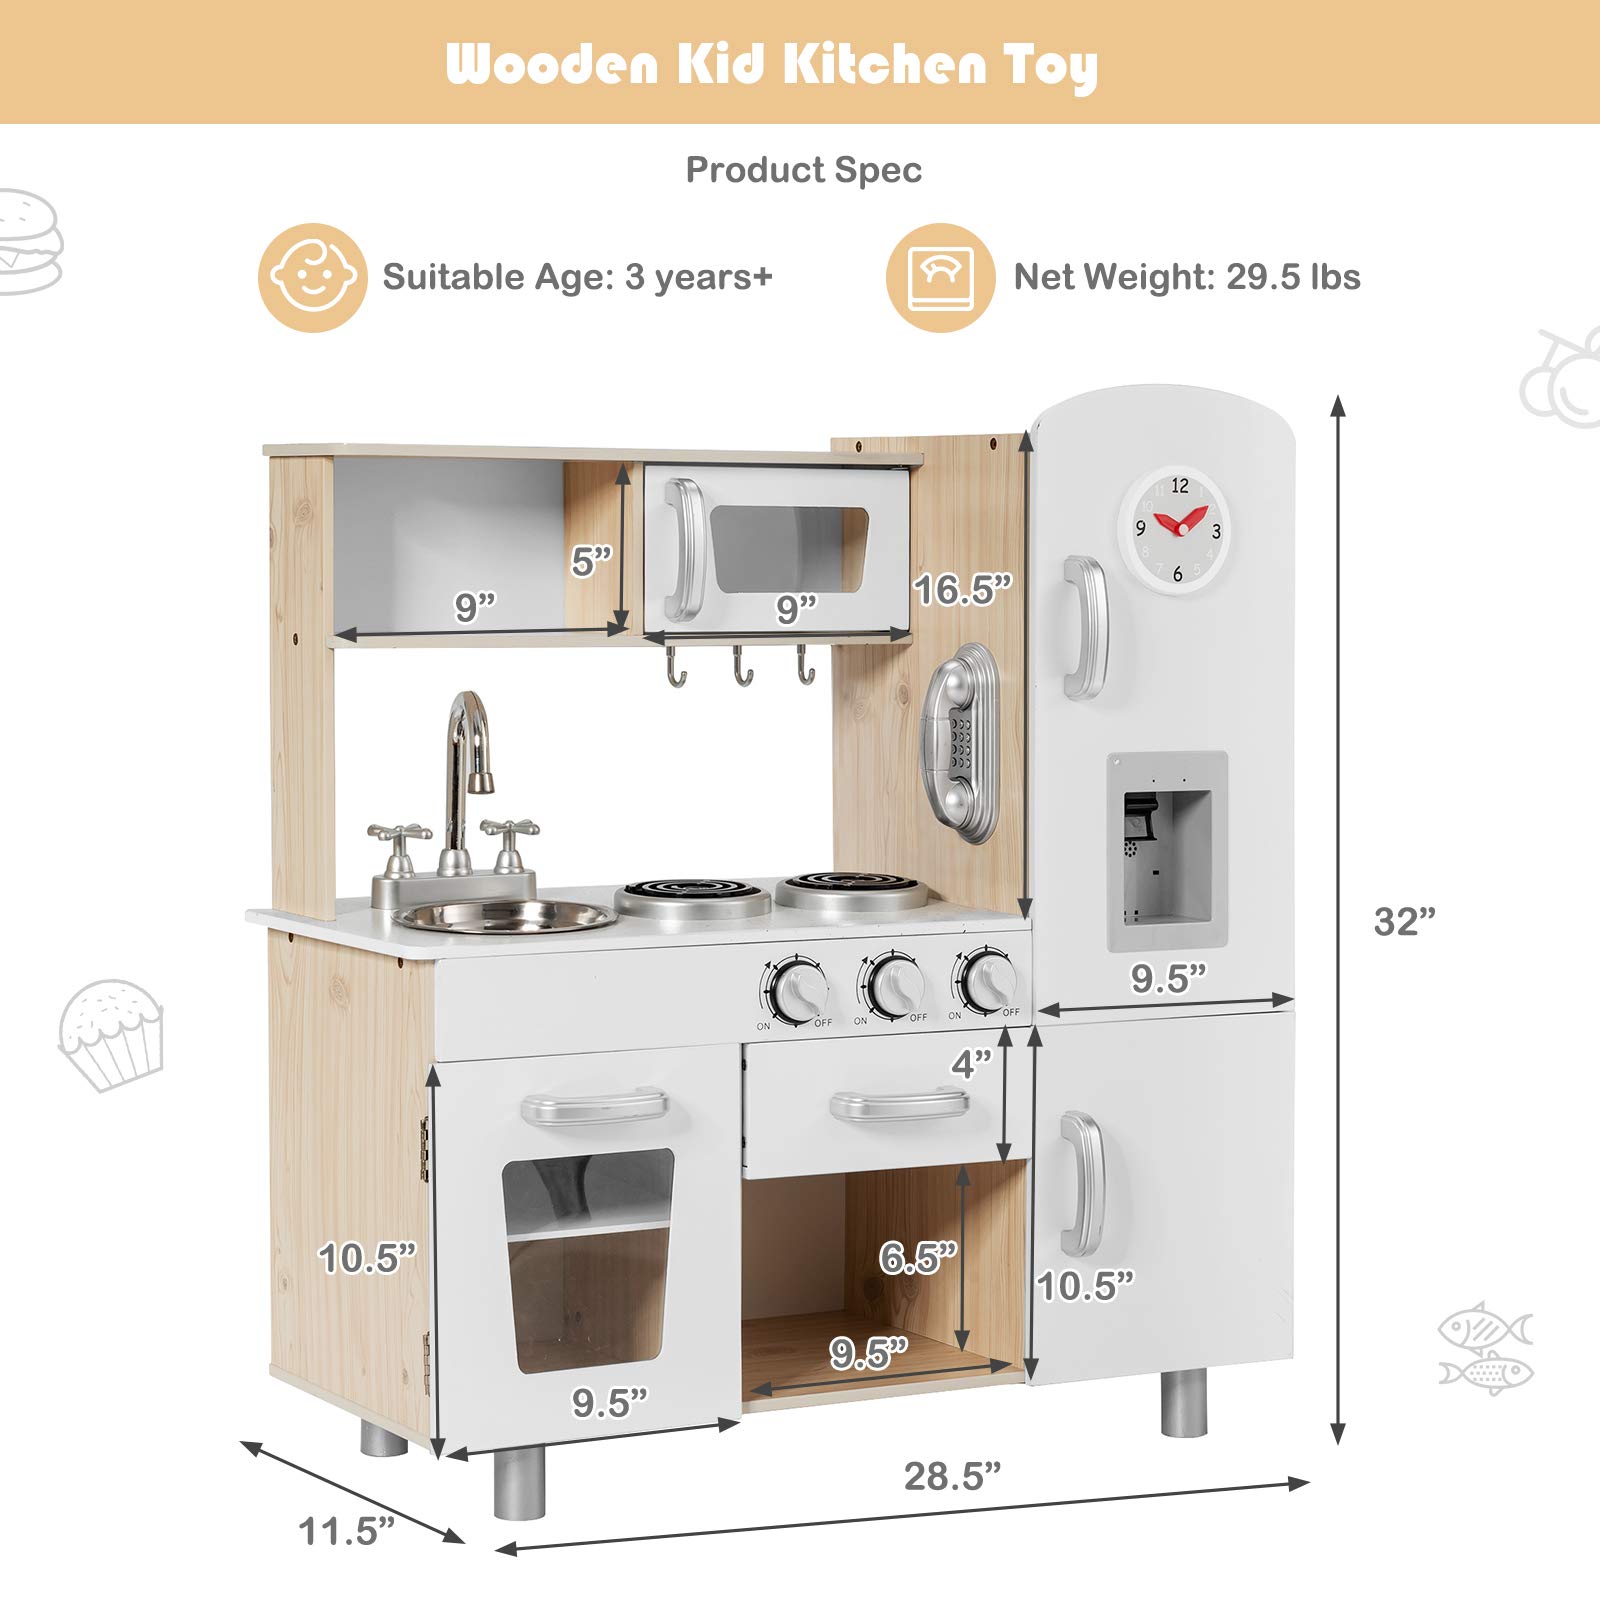 Wooden Kid Kitchen Toy
Product Spec
Suitable Age: 3 years+
Net Weight: 29.5 lbs
12
3
6
9
5”
9”
9”
16.5”
32”
9.5”
ON OFF
ON OFF
ON OFF
4”
10.5”
6.5”
10.5”
9.5”
9.5”
28.5”
11.5”